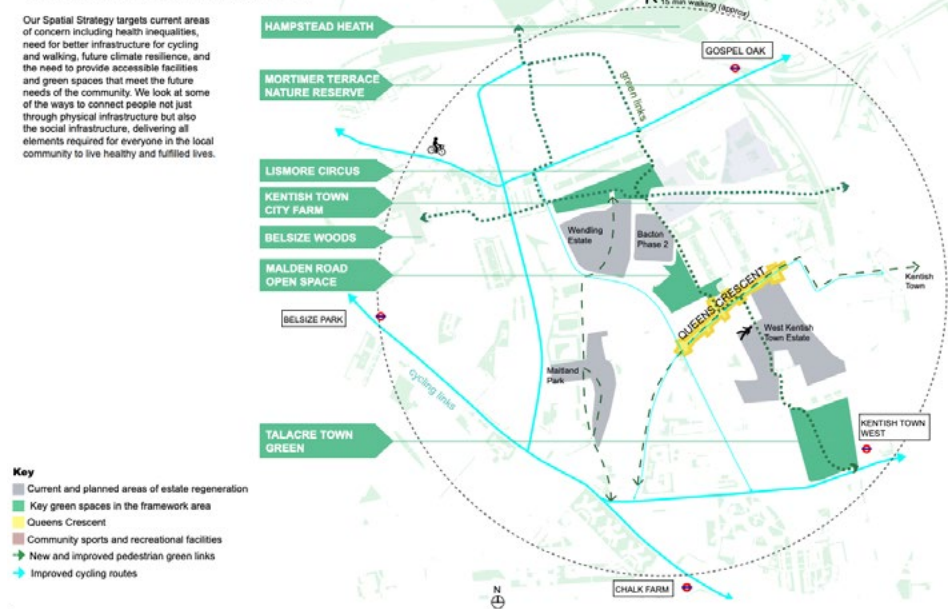 Our Spatial Strategy targets current areas
of concern including health inequalities,
need for better infrastructure for cycling
and walking, future climate resilience, and
the need to provide accessible facilities
and green spaces that meet the future
needs of the community. We look at some
of the ways to connect people not just
through physical infrastructure but also
the social infrastructure, delivering all
elements required for everyone in the local
community to live healthy and fulfilled lives.
HAMPSTEAD HEATH
15 min walking (approx)
GOSPEL OAK
MORTIMER TERRACE
NATURE RESERVE
green links
LISMORE CIRCUS
KENTISH TOWN
CITY FARM
BELSIZE WOODS
Wendling
Estate
Bacton
Phase 2
MALDEN ROAD
OPEN SPACE
QUEENS CRESCENT
Kentish
Town
BELSIZE PARK
West Kentish
Town Estate
Maitland
Park
cycling links
TALACRE TOWN
GREEN
KENTISH TOWN
WEST
Key
Current and planned areas of estate regeneration
Key green spaces in the framework area
Queens Crescent
Community sports and recreational facilities
New and improved pedestrian green links
Improved cycling routes
N
CHALK FARM